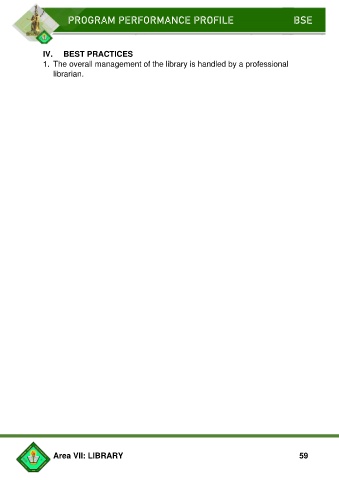 PROGRAM PERFORMANCE PROFILE BSE
IV. BEST PRACTICES
1. The overall management of the library is handled by a professional
librarian.
Area VII: LIBRARY 59